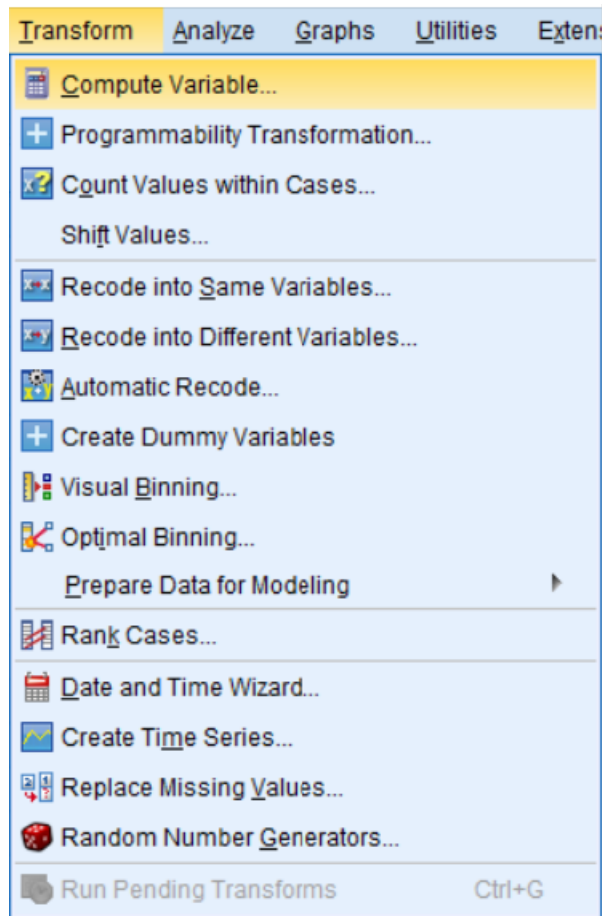 Transform Analyze Graphs Utilities Exten
Compute Variable...
Programmability Transformation...
Count Values within Cases...
Shift Values...
Recode into Same Variables...
Recode into Different Variables...
Automatic Recode...
Create Dummy Variables
Visual Binning...
Optimal Binning...
Prepare Data for Modeling
Rank Cases...
Date and Time Wizard...
Create Time Series...
Replace Missing Values...
Random Number Generators...
Run Pending Transforms Ctrl+G